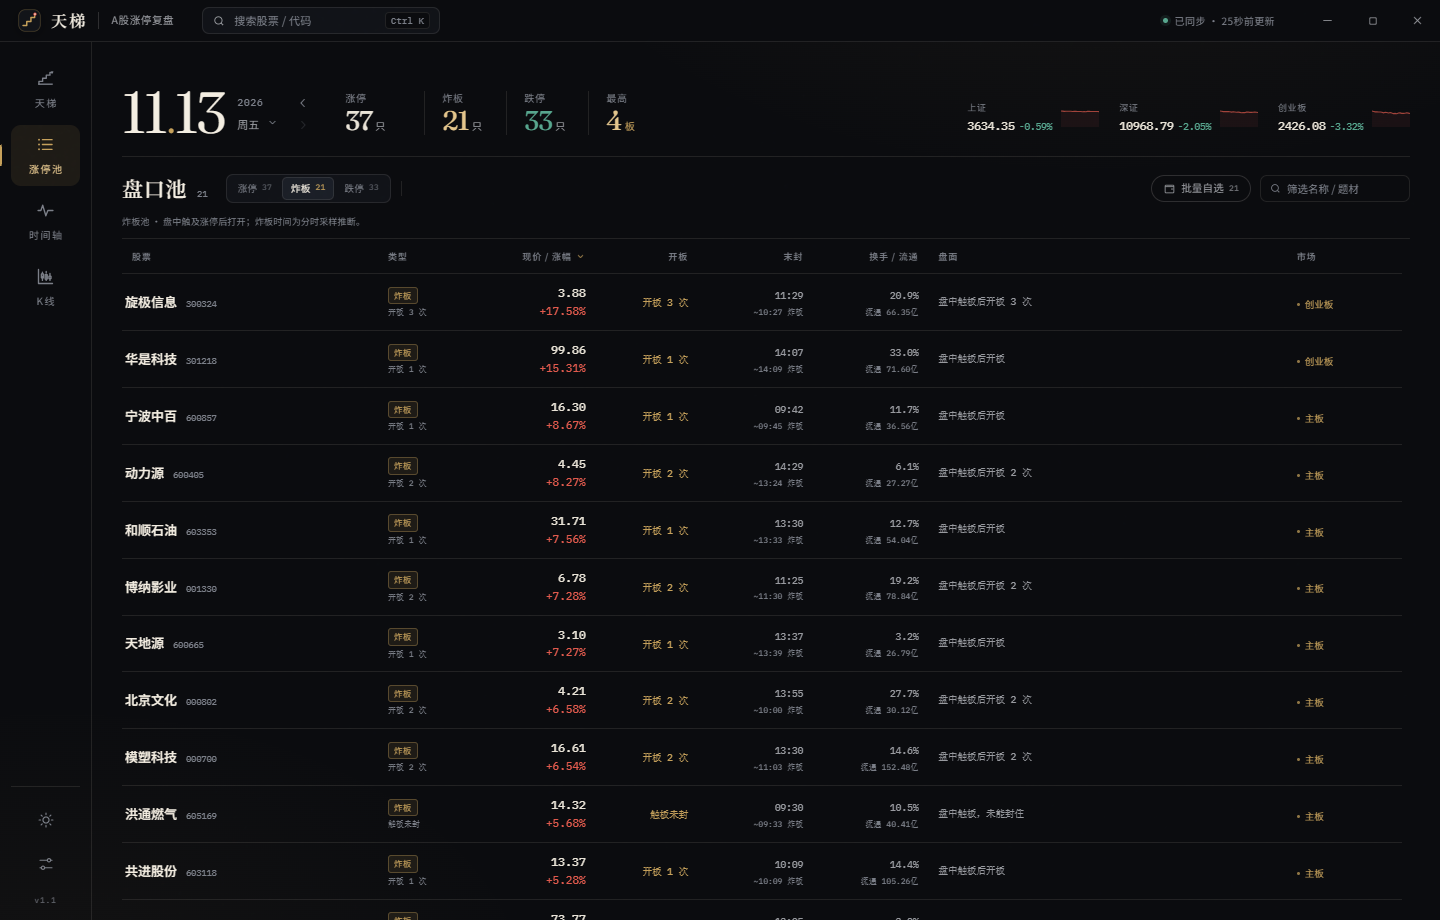 天梯 A股涨停复盘 搜索股票 / 代码 Ctrl K 已同步 • 25秒前更新
天梯
涨停池
时间轴
K线
v1.1
11.13 2026 周五
涨停 37 只
炸板 21 只
跌停 33 只
最高 4 板
上证 3634.35 -0.59%
深证 10968.79 -2.05%
创业板 2426.08 -3.32%
盘口池 21 涨停 37 炸板 21 跌停 33 批量自选 21 筛选名称 / 题材
炸板池 • 盘中触及涨停后打开；炸板时间为分时采样推断。
股票 类型 现价 / 涨幅 开板 末封 换手 / 流通 盘面 市场
旋极信息 300324 炸板 3.88 开板 3 次 11:29 20.9% 盘中触板后开板 3 次 • 创业板
开板 3 次 +17.58% ~10:27 炸板 流通 66.35亿
华是科技 301218 炸板 99.86 开板 1 次 14:07 33.0% 盘中触板后开板 • 创业板
开板 1 次 +15.31% ~14:09 炸板 流通 71.60亿
宁波中百 600857 炸板 16.30 开板 1 次 09:42 11.7% 盘中触板后开板 • 主板
开板 1 次 +8.67% ~09:45 炸板 流通 36.56亿
动力源 600405 炸板 4.45 开板 2 次 14:29 6.1% 盘中触板后开板 2 次 • 主板
开板 2 次 +8.27% ~13:24 炸板 流通 27.27亿
和顺石油 603353 炸板 31.71 开板 1 次 13:30 12.7% 盘中触板后开板 • 主板
开板 1 次 +7.56% ~13:33 炸板 流通 54.04亿
博纳影业 001330 炸板 6.78 开板 2 次 11:25 19.2% 盘中触板后开板 2 次 • 主板
开板 2 次 +7.28% ~11:30 炸板 流通 78.84亿
天地源 600665 炸板 3.10 开板 1 次 13:37 3.2% 盘中触板后开板 • 主板
开板 1 次 +7.27% ~13:39 炸板 流通 26.79亿
北京文化 000802 炸板 4.21 开板 2 次 13:55 27.7% 盘中触板后开板 2 次 • 主板
开板 2 次 +6.58% ~10:00 炸板 流通 30.12亿
模塑科技 000700 炸板 16.61 开板 2 次 13:30 14.6% 盘中触板后开板 2 次 • 主板
开板 2 次 +6.54% ~11:03 炸板 流通 152.48亿
洪通燃气 605169 炸板 14.32 触板未封 09:30 10.5% 盘中触板，未能封住 • 主板
触板未封 +5.68% ~09:33 炸板 流通 40.41亿
共进股份 603118 炸板 13.37 开板 1 次 10:09 14.4% 盘中触板后开板 • 主板
开板 1 次 +5.28% ~10:09 炸板 流通 105.26亿
炸板 73.77